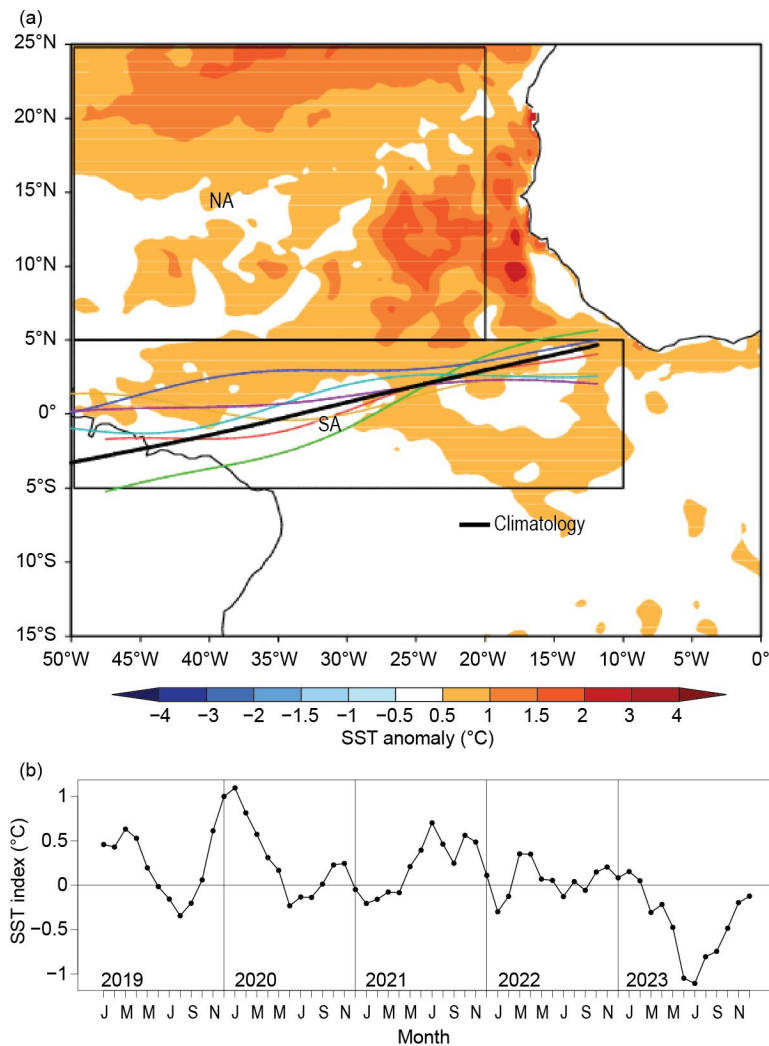 (a)
25°N
20°N
15°N
10°N
5°N
0°
5°S
10°S
15°S
NA
SA
Climatology
50°W 45°W 40°W 35°W 30°W 25°W 20°W 15°W 10°W 5°W 0°
−4 −3 −2 −1.5 −1 −0.5 0.5 1 1.5 2 3 4
SST anomaly (°C)
(b)
SST index (°C)
1
0.5
0
−0.5
−1
2019 2020 2021 2022 2023
J M M J S N J M M J S N J M M J S N J M M J S N J M M J S N
Month